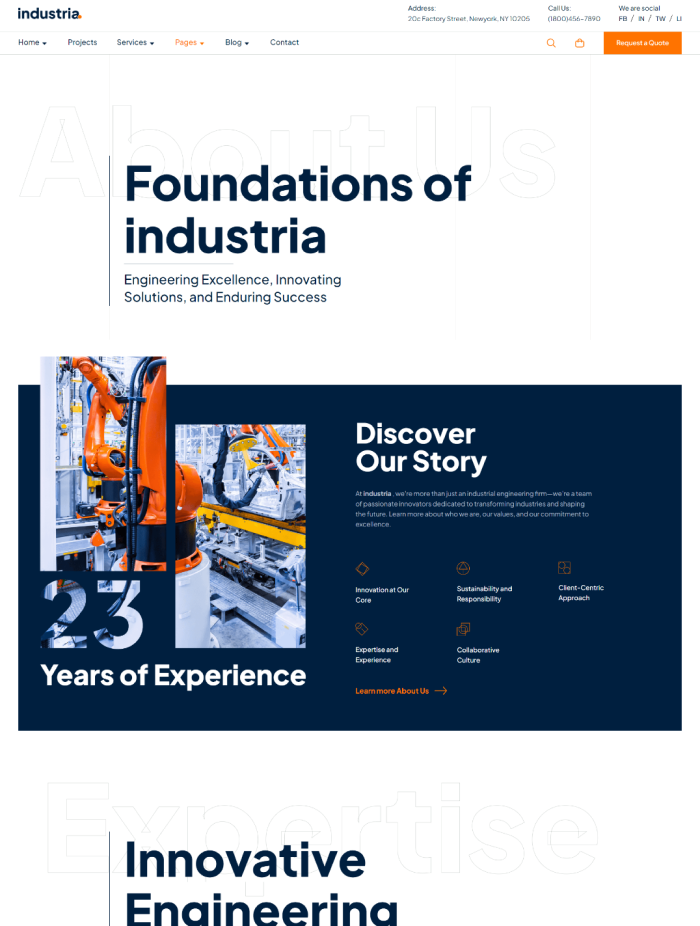 industria.
Address:
20c Factory Street. Newyork, NY 10205
Call Us:
(1800)456-7890
We are social
FB / IN / TW / LI
Home
Projects
Services
Pages
Blog
Contact
Request a Quote
About Us
Foundations of
industria
Engineering Excellence, Innovating
Solutions, and Enduring Success
23
Years of Experience
Discover
Our Story
At industria , we're more than just an industrial engineering firm—we're a team
of passionate innovators dedicated to transforming industries and shaping
the future. Learn more about who we are, our values, and our commitment to
excellence.
Innovation at Our
Core
Sustainability and
Responsibility
Client-Centric
Approach
Expertise and
Experience
Collaborative
Culture
Learn more About Us
Expertise
Innovative
Engineering